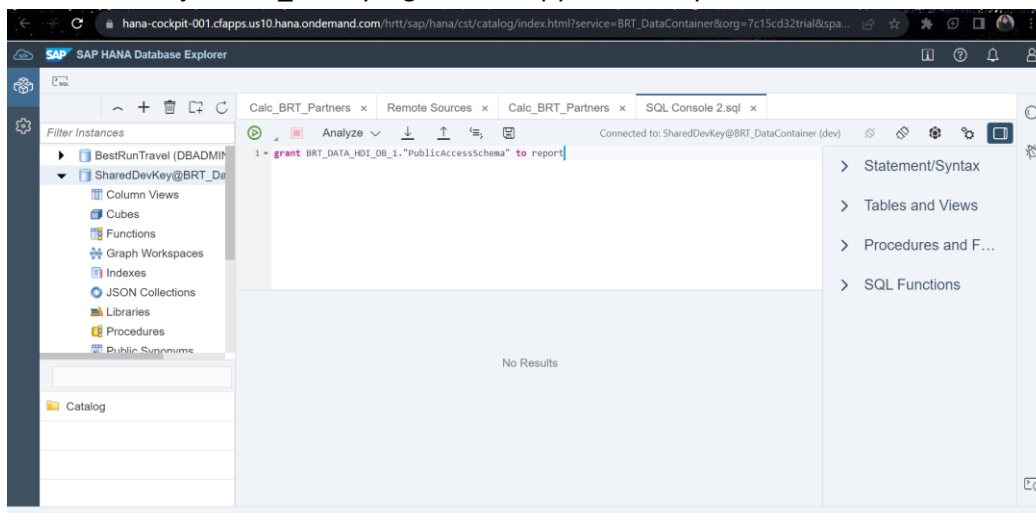 hana-cockpit-001.cfapps.us10.hana.ondemand.com/hrtt/sap/hana/cst/catalog/index.html?service=BRT_DataContainer&org=7c15cd32trial&spa...
SAP SAP HANA Database Explorer
SQL
Calc_BRT_Partners × Remote Sources × Calc_BRT_Partners × SQL Console 2.sql ×
Filter Instances
Analyze
Connected to: SharedDevKey@BRT_DataContainer (dev)
BestRunTravel (DBADMIN
SharedDevKey@BRT_Da
Column Views
Cubes
Functions
Graph Workspaces
Indexes
JSON Collections
Libraries
Procedures
Public Synonyms
Catalog
1 grant BRT_DATA_HDI_DB_1."PublicAccessSchema" to report
No Results
Statement/Syntax
Tables and Views
Procedures and F...
SQL Functions